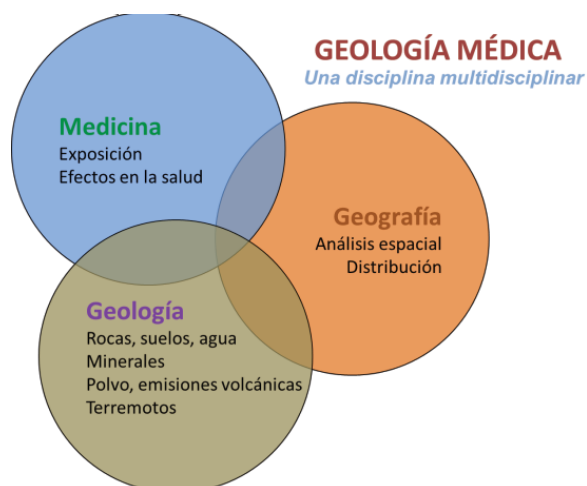 GEOLOGÍA MÉDICA
Una disciplina multidisciplinar
Medicina
Exposición
Efectos en la salud
Geografía
Análisis espacial
Distribución
Geología
Rocas, suelos, agua
Minerales
Polvo, emisiones volcánicas
Terremotos